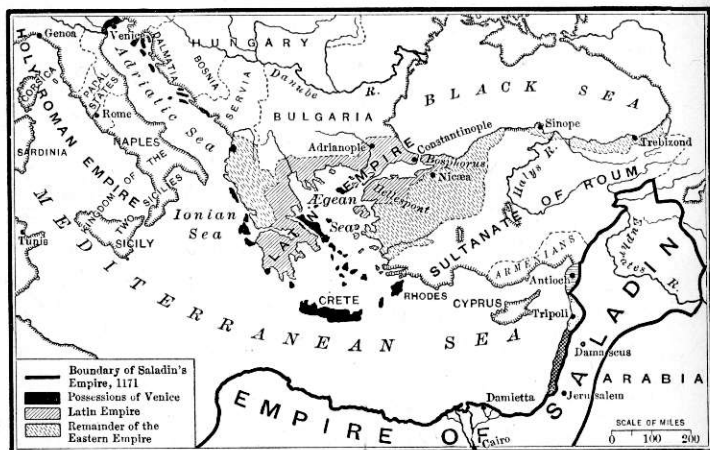 Genoa
Venice
HUNGARY
DALMATIA
BOSNIA
SERVIA
Danube R.
BULGARIA
BLACK SEA
CORSICA
HOLY ROMAN EMPIRE
PAPAL STATES
Rome
Adriatic Sea
NAPLES
SARDINIA
KINGDOM OF THE TWO SICILIES
SICILY
Tunis
Ionian Sea
Adrianople
Constantinople
Bosphorus
Nicæa
Hellespont
LATIN EMPIRE
Ægean Sea
Sinope
Trebizond
Halys R.
SULTANATE OF ROUM
ARMENIANS
Antioch
Euphrates R.
CRETE
RHODES
CYPRUS
Tripoli
MEDITERRANEAN SEA
Damascus
ARABIA
Jerusalem
Damietta
Cairo
EMPIRE OF SALADIN
Boundary of Saladin's
Empire, 1171
Possessions of Venice
Latin Empire
Remainder of the
Eastern Empire
SCALE OF MILES
0 100 200